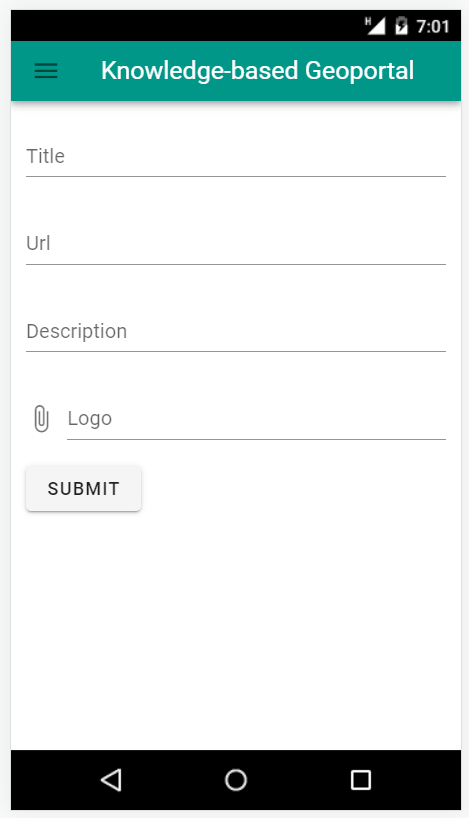 H 7:01
Knowledge-based Geoportal
Title
Url
Description
Logo
SUBMIT